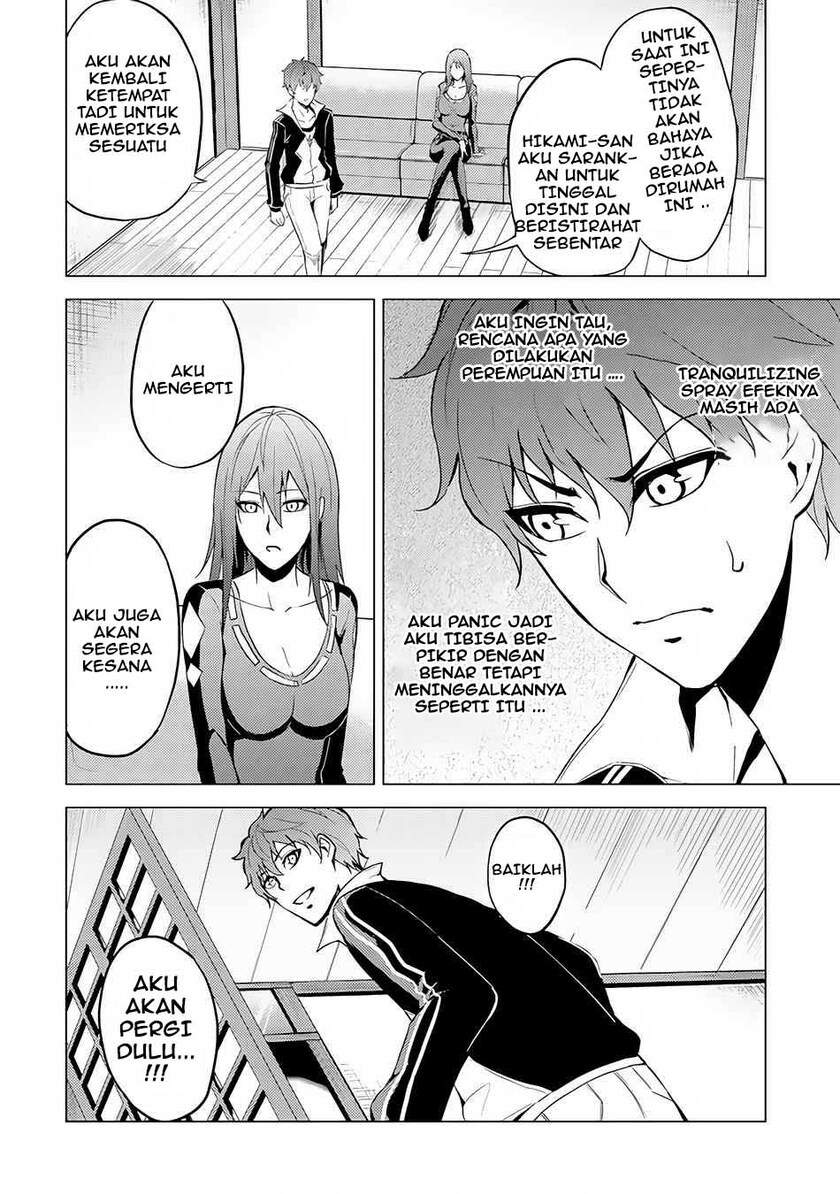 UNTUK
SAAT INI
SEPER-
TINYA
TIDAK
AKAN
BAHAYA
JIKA
BERADA
DIRUMAH
INI ..
HIKAMI-SAN
AKU SARANK-
AN UNTUK
TINGGAL
DISINI DAN
BERISTIRAHAT
SEBENTAR
AKU AKAN
KEMBALI
KETEMPAT
TADI UNTUK
MEMERIKSA
SESUATU
TRANQUILIZING
SPRAY EFEKNYA
MASIH ADA
AKU INGIN TAU,
RENCANA APA YANG
DILAKUKAN
PEREMPUAN ITU ....
AKU PANIC JADI
AKU TIBISA BER-
PIKIR DENGAN
BENAR TETAPI
MENINGGALKANNYA
SEPERTI ITU ...
AKU
MENGERTI
AKU JUGA
AKAN
SEGERA
KESANA
.....
BAIKLAH
!!!
AKU
AKAN
PERGI
DULU...
!!!